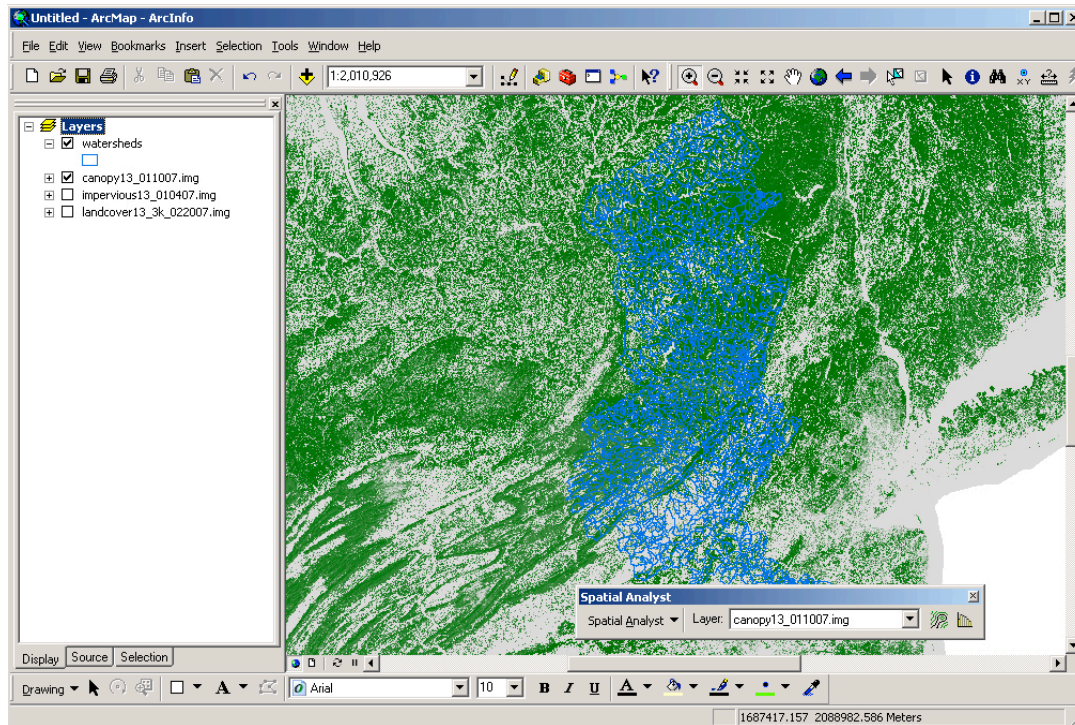 Untitled - ArcMap - ArcInfo
File Edit View Bookmarks Insert Selection Tools Window Help
1:2,010,926
Layers
watersheds
canopy13_011007.img
impervious13_010407.img
landcover13_3k_022007.img
Spatial Analyst
Spatial Analyst Layer: canopy13_011007.img
Display Source Selection
Drawing A Arial 10 B I U A
1687417.157 2088982.586 Meters